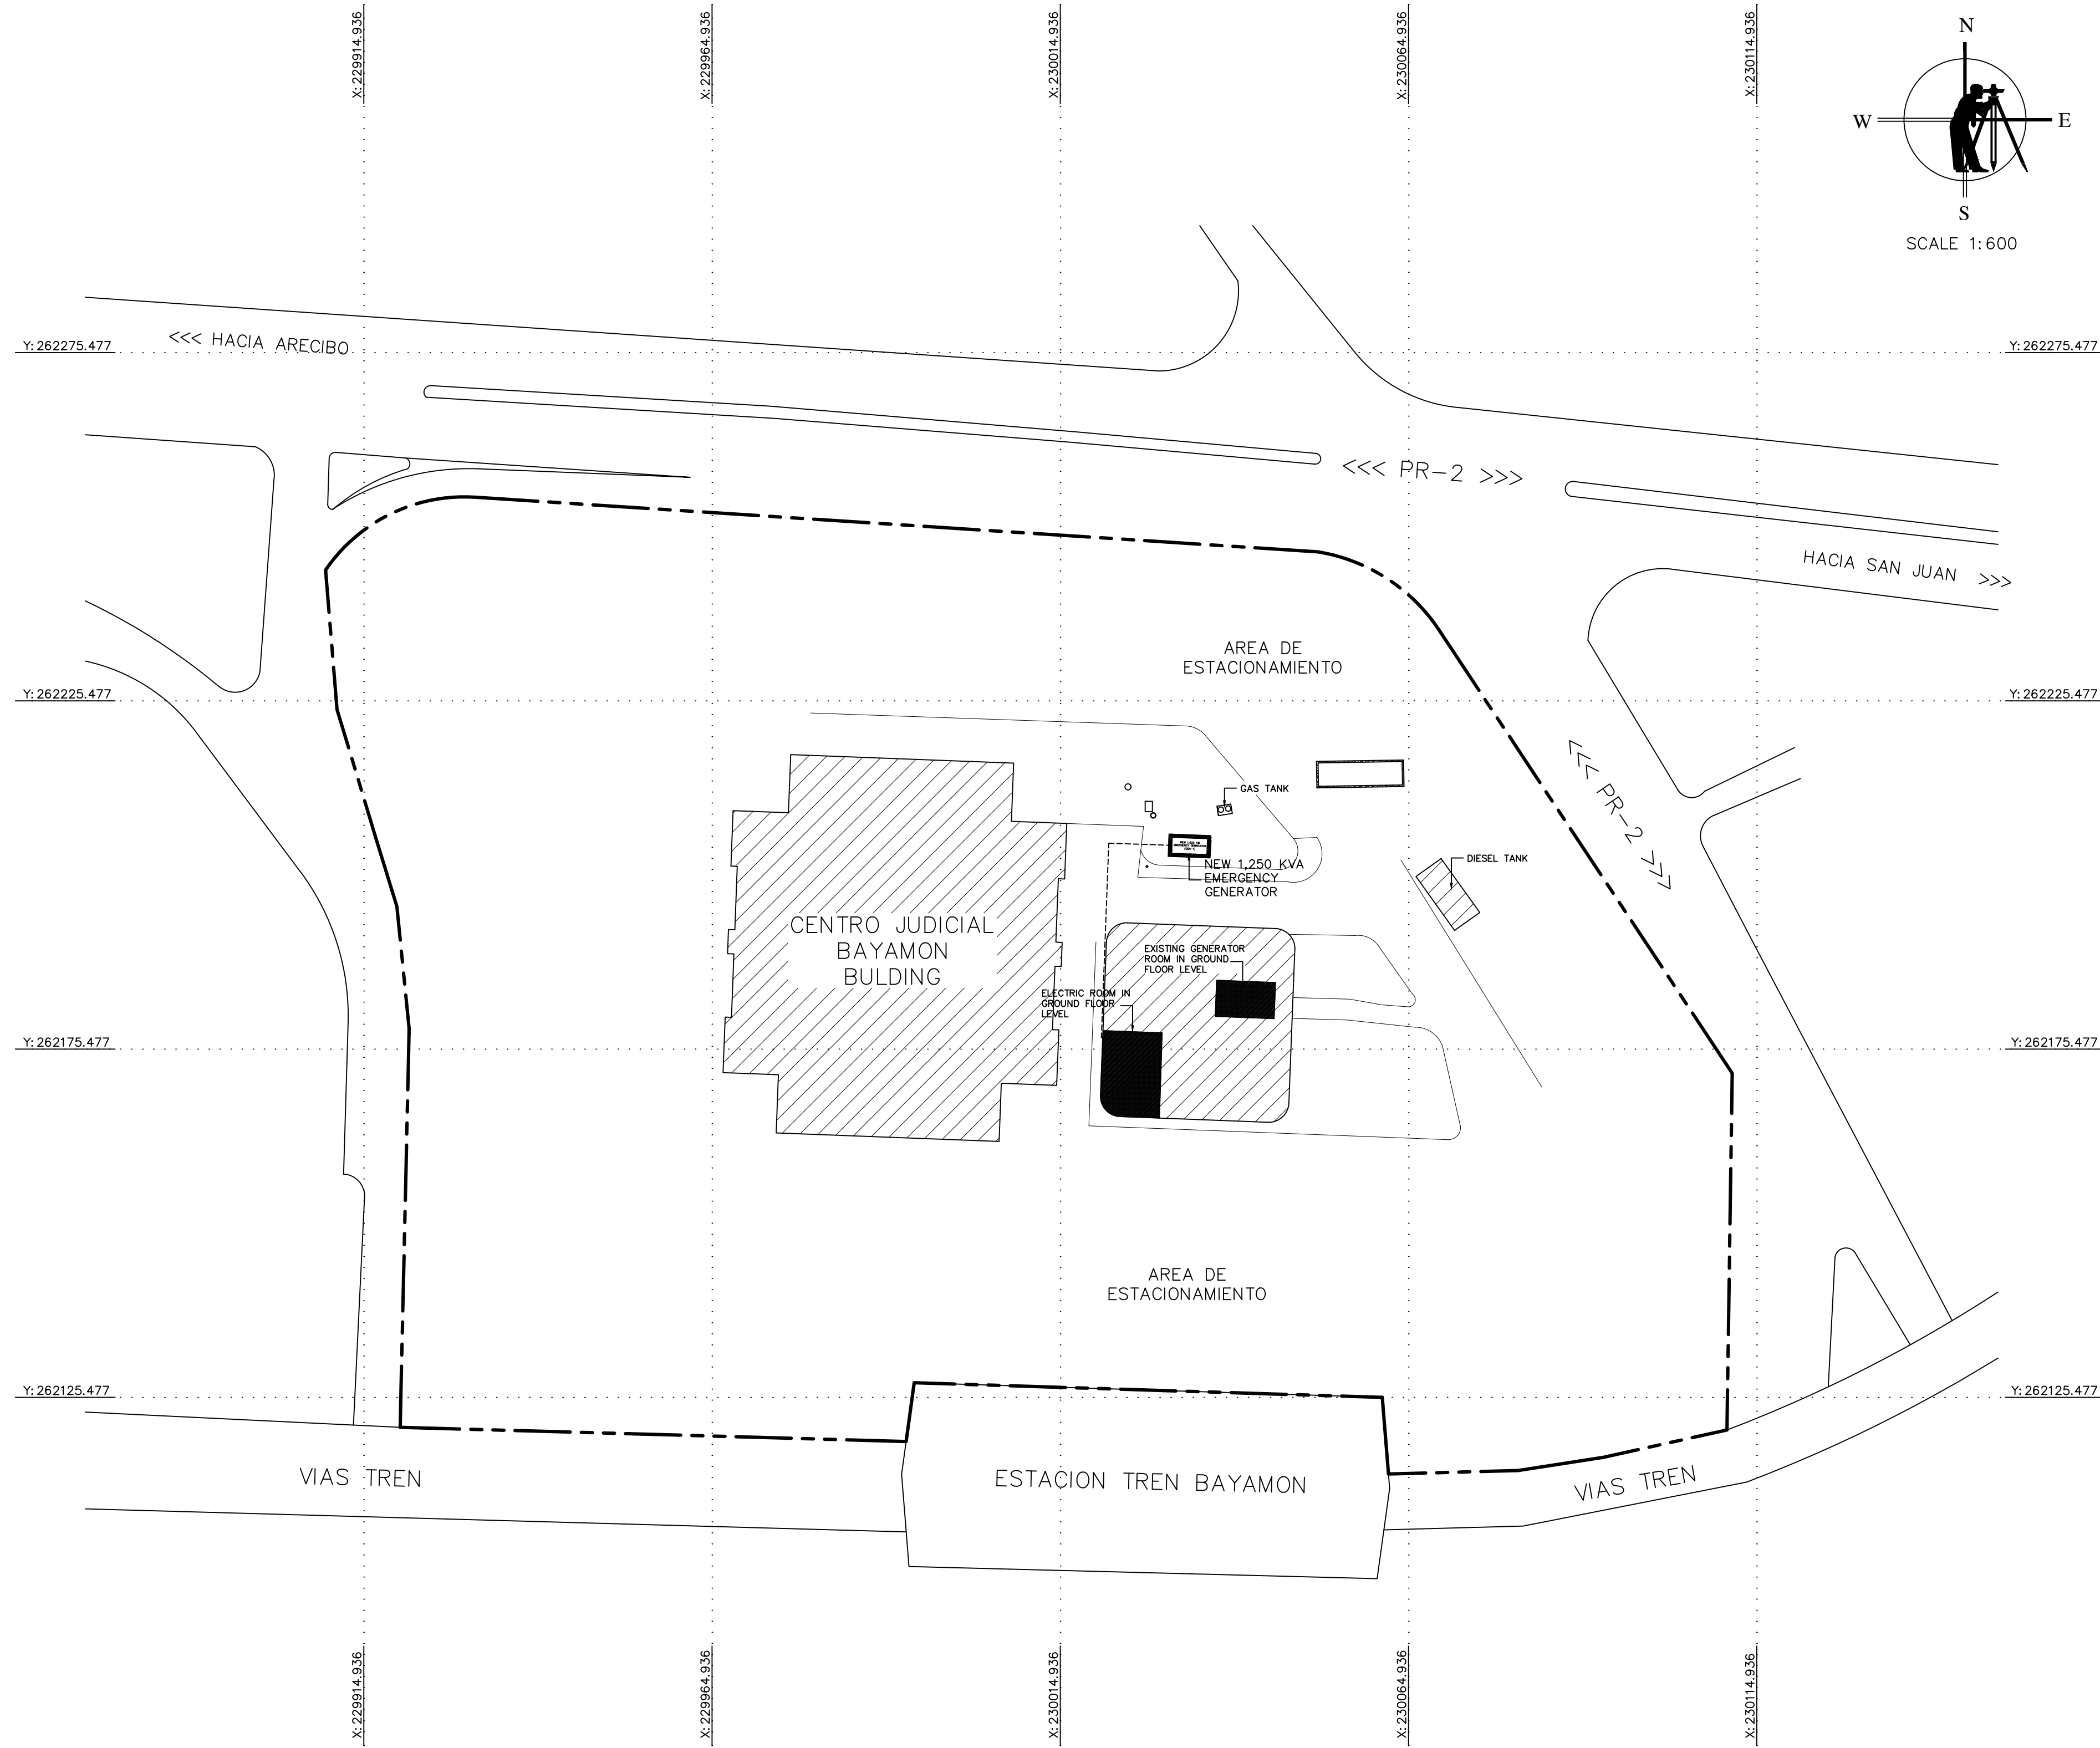 X: 229914.936
X: 229964.936
X: 230014.936
X: 230064.936
X: 230114.936
N
W
E
S
SCALE 1:600
<<< HACIA ARECIBO
Y: 262275.477
Y: 262275.477
<<< PR-2 >>>
HACIA SAN JUAN >>>
AREA DE
ESTACIONAMIENTO
Y: 262225.477
Y: 262225.477
<<< PR-2 >>>
GAS TANK
NEW 1,250 KVA
EMERGENCY
GENERATOR
DIESEL TANK
CENTRO JUDICIAL
BAYAMON
BULDING
EXISTING GENERATOR
ROOM IN GROUND
FLOOR LEVEL
ELECTRIC ROOM IN
GROUND FLOOR
LEVEL
Y: 262175.477
Y: 262175.477
AREA DE
ESTACIONAMIENTO
Y: 262125.477
Y: 262125.477
VIAS TREN
ESTACION TREN BAYAMON
VIAS TREN
X: 229914.936
X: 229964.936
X: 230014.936
X: 230064.936
X: 230114.936